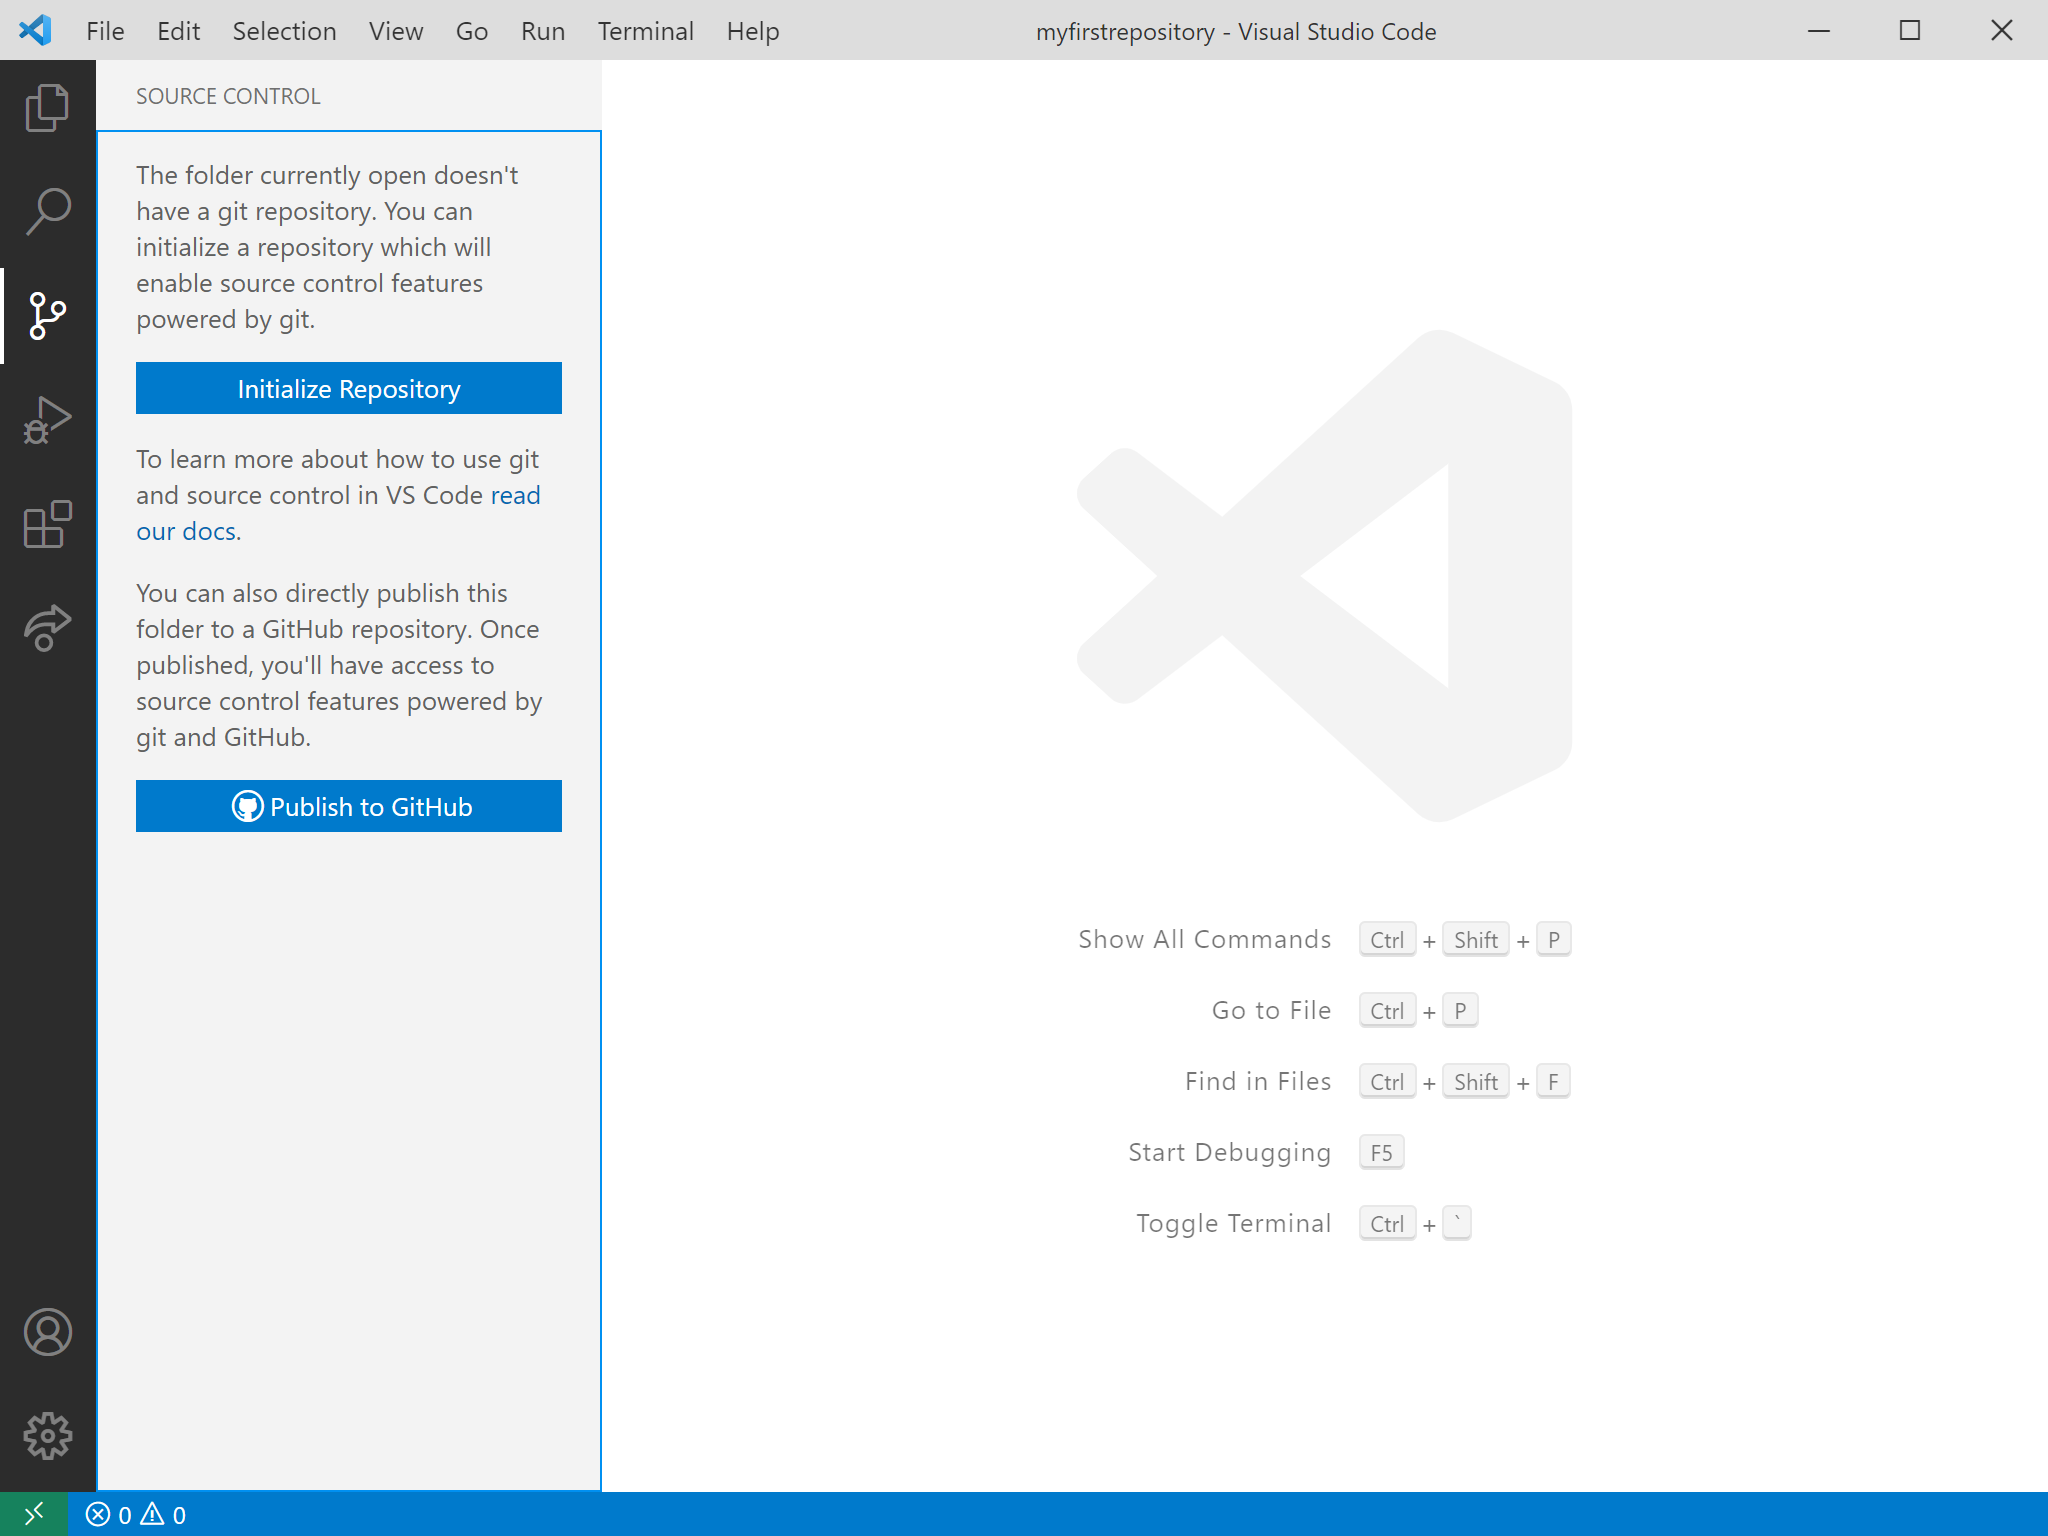 File Edit Selection View Go Run Terminal Help myfirstrepository - Visual Studio Code
SOURCE CONTROL
The folder currently open doesn't
have a git repository. You can
initialize a repository which will
enable source control features
powered by git.
Initialize Repository
To learn more about how to use git
and source control in VS Code read
our docs.
You can also directly publish this
folder to a GitHub repository. Once
published, you'll have access to
source control features powered by
git and GitHub.
Publish to GitHub
Show All Commands Ctrl + Shift + P
Go to File Ctrl + P
Find in Files Ctrl + Shift + F
Start Debugging F5
Toggle Terminal Ctrl + `
0 0